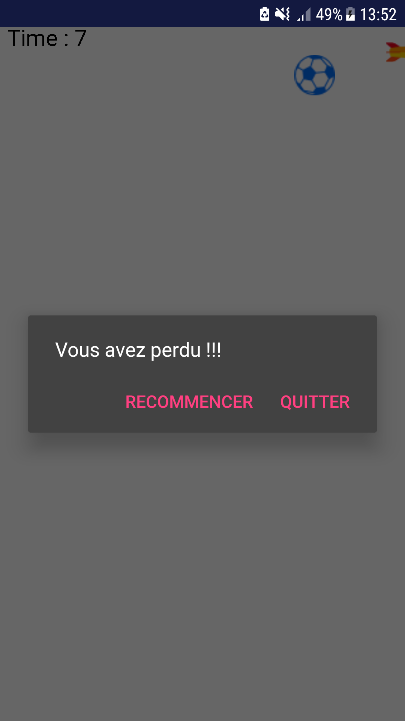 49% 13:52
Time : 7
Vous avez perdu !!!
RECOMMENCER QUITTER